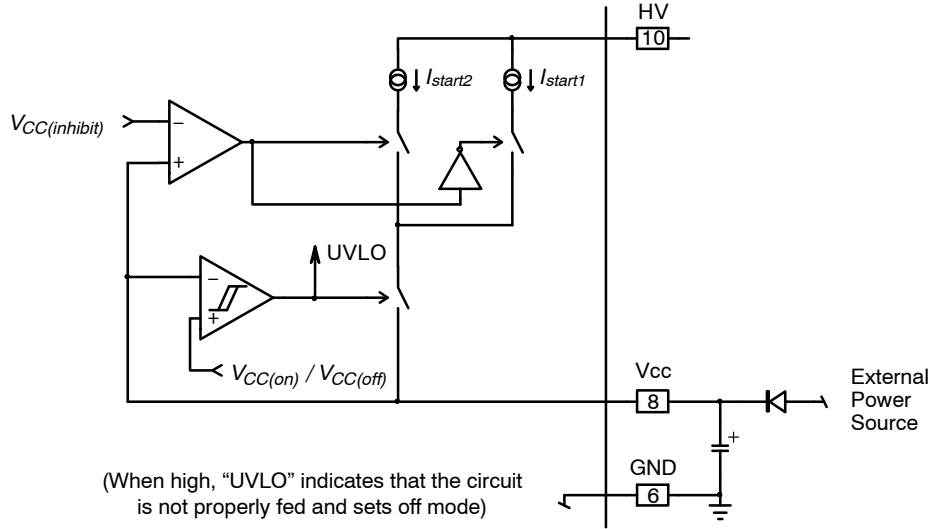 HV
10
Istart2
Istart1
VCC(inhibit)
−
+
UVLO
−
+
VCC(on) / VCC(off)
Vcc
8
External
Power
Source
+
GND
6
(When high, “UVLO” indicates that the circuit
is not properly fed and sets off mode)